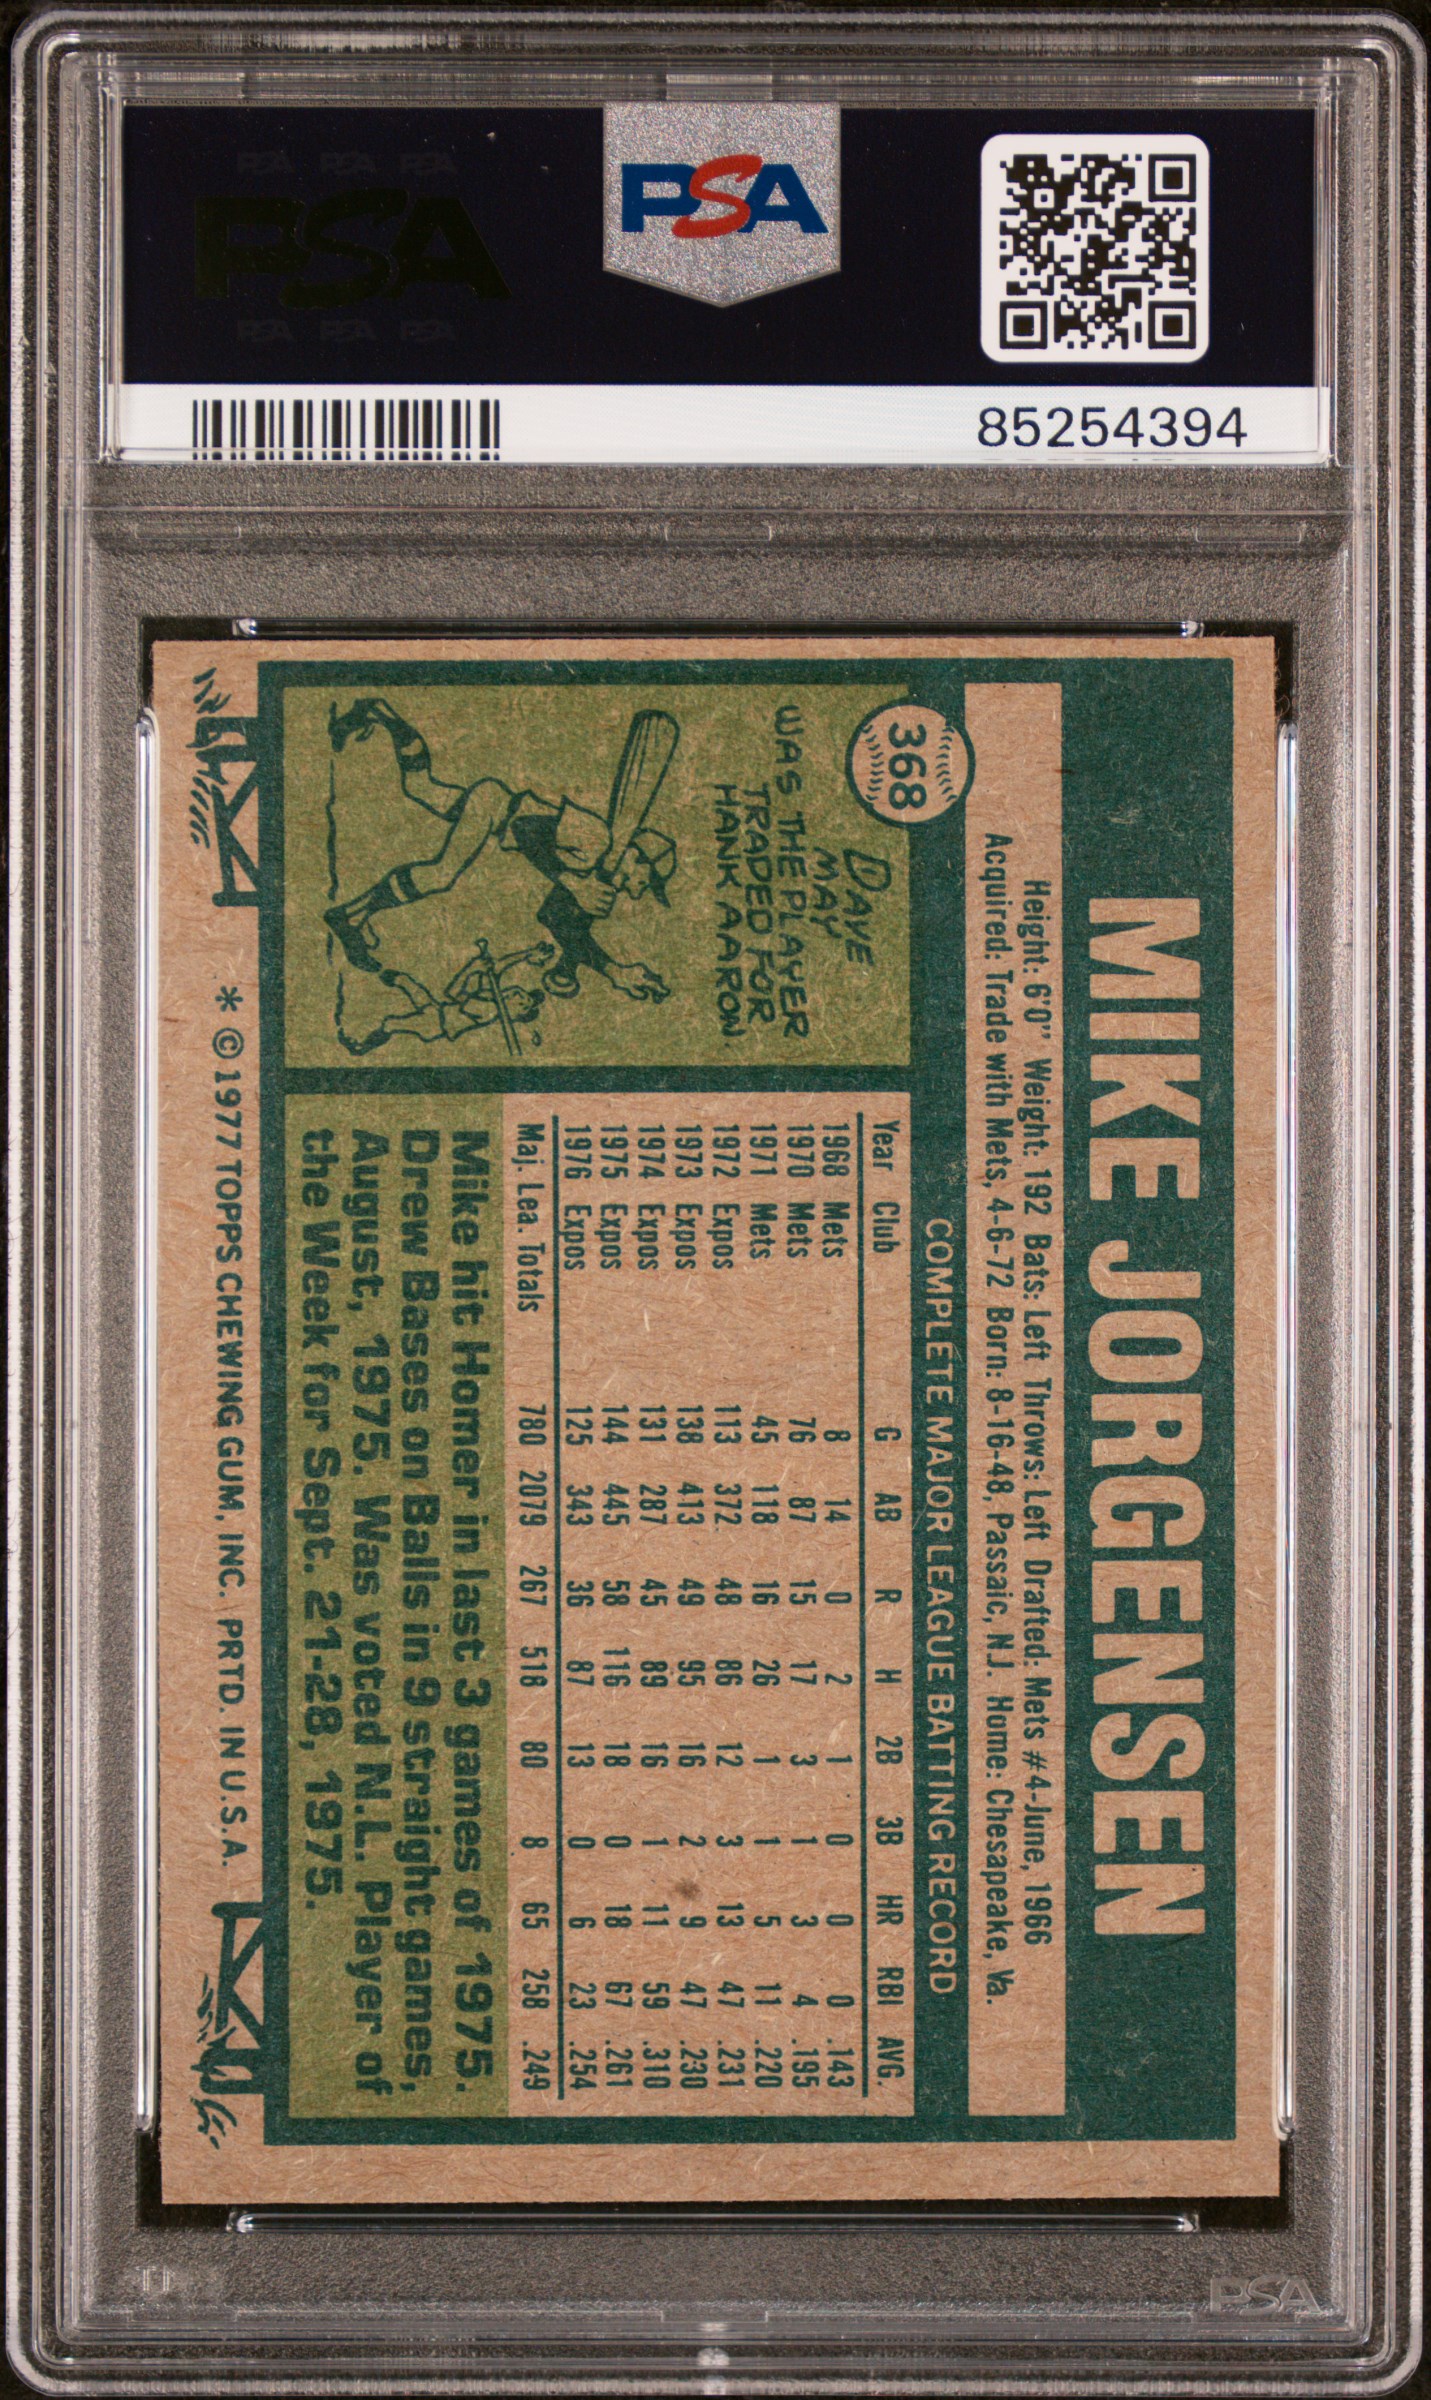 PSA PSA PSA
PSA
PSA PSA PSA
PSA
85254394
MIKE JORGENSEN
Height: 6'0" Weight: 192 Bats: Left Throws: Left Drafted: Mets #4-June, 1966
Acquired: Trade with Mets, 4-6-72 Born: 8-16-48, Passaic, N.J. Home: Chesapeake, Va.
368
COMPLETE MAJOR LEAGUE BATTING RECORD
DAVE
MAY
WAS THE PLAYER
TRADED FOR
HANK AARON.
Year Club G AB R H 2B 3B HR RBI AVG.
1968 Mets 8 14 0 2 1 0 0 0 .143
1970 Mets 76 87 15 17 3 1 3 4 .195
1971 Mets 45 118 16 26 1 1 5 11 .220
1972 Expos 113 372 48 86 12 3 13 47 .231
1973 Expos 138 413 49 95 16 2 9 47 .230
1974 Expos 131 287 45 89 16 1 11 59 .310
1975 Expos 144 445 58 116 18 0 18 67 .261
1976 Expos 125 343 36 87 13 0 6 23 .254
Maj. Lea. Totals 780 2079 267 518 80 8 65 258 .249
Mike hit Homer in last 3 games of 1975.
Drew Bases on Balls in 9 straight games,
August, 1975. Was voted N.L. Player of
the Week for Sept. 21-28, 1975.
* © 1977 TOPPS CHEWING GUM, INC. PRTD. IN U.S.A.
PSA